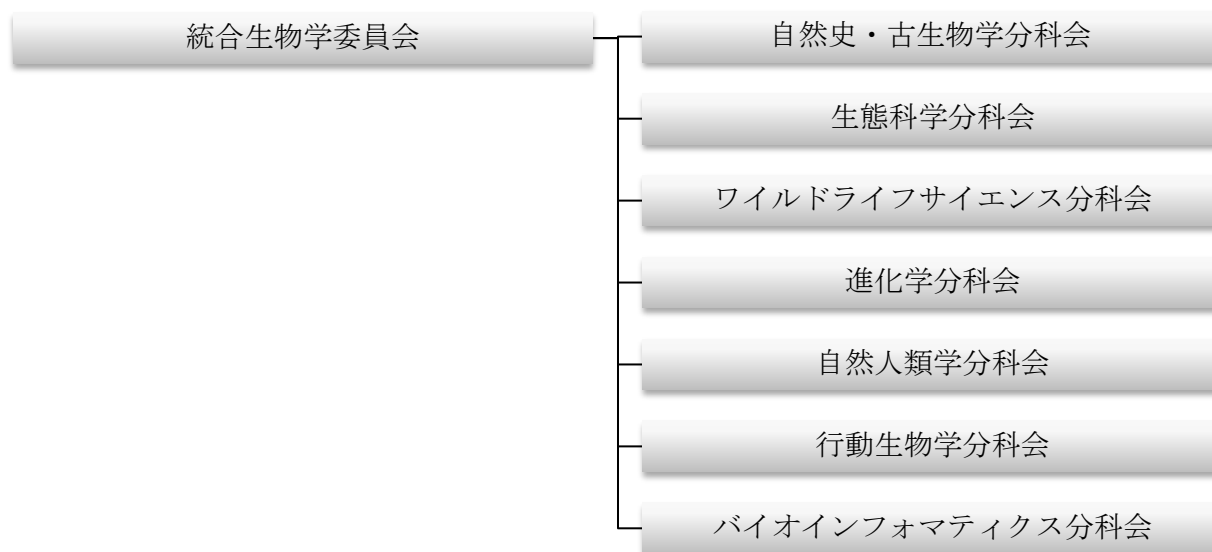 統合生物学委員会
自然史・古生物学分科会
生態科学分科会
ワイルドライフサイエンス分科会
進化学分科会
自然人類学分科会
行動生物学分科会
バイオインフォマティクス分科会